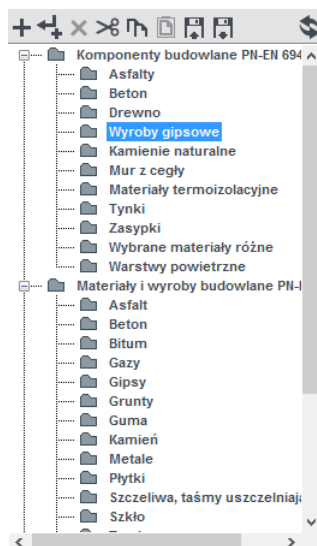 Komponenty budowlane PN-EN 694
Asfalty
Beton
Drewno
Wyroby gipsowe
Kamienie naturalne
Mur z cegły
Materiały termoizolacyjne
Tynki
Zasypki
Wybrane materiały różne
Warstwy powietrzne
Materiały i wyroby budowlane PN-
Asfalt
Beton
Bitum
Gazy
Gipsy
Grunty
Guma
Kamień
Metale
Płytki
Szczeliwa, taśmy uszczelniają
Szkło